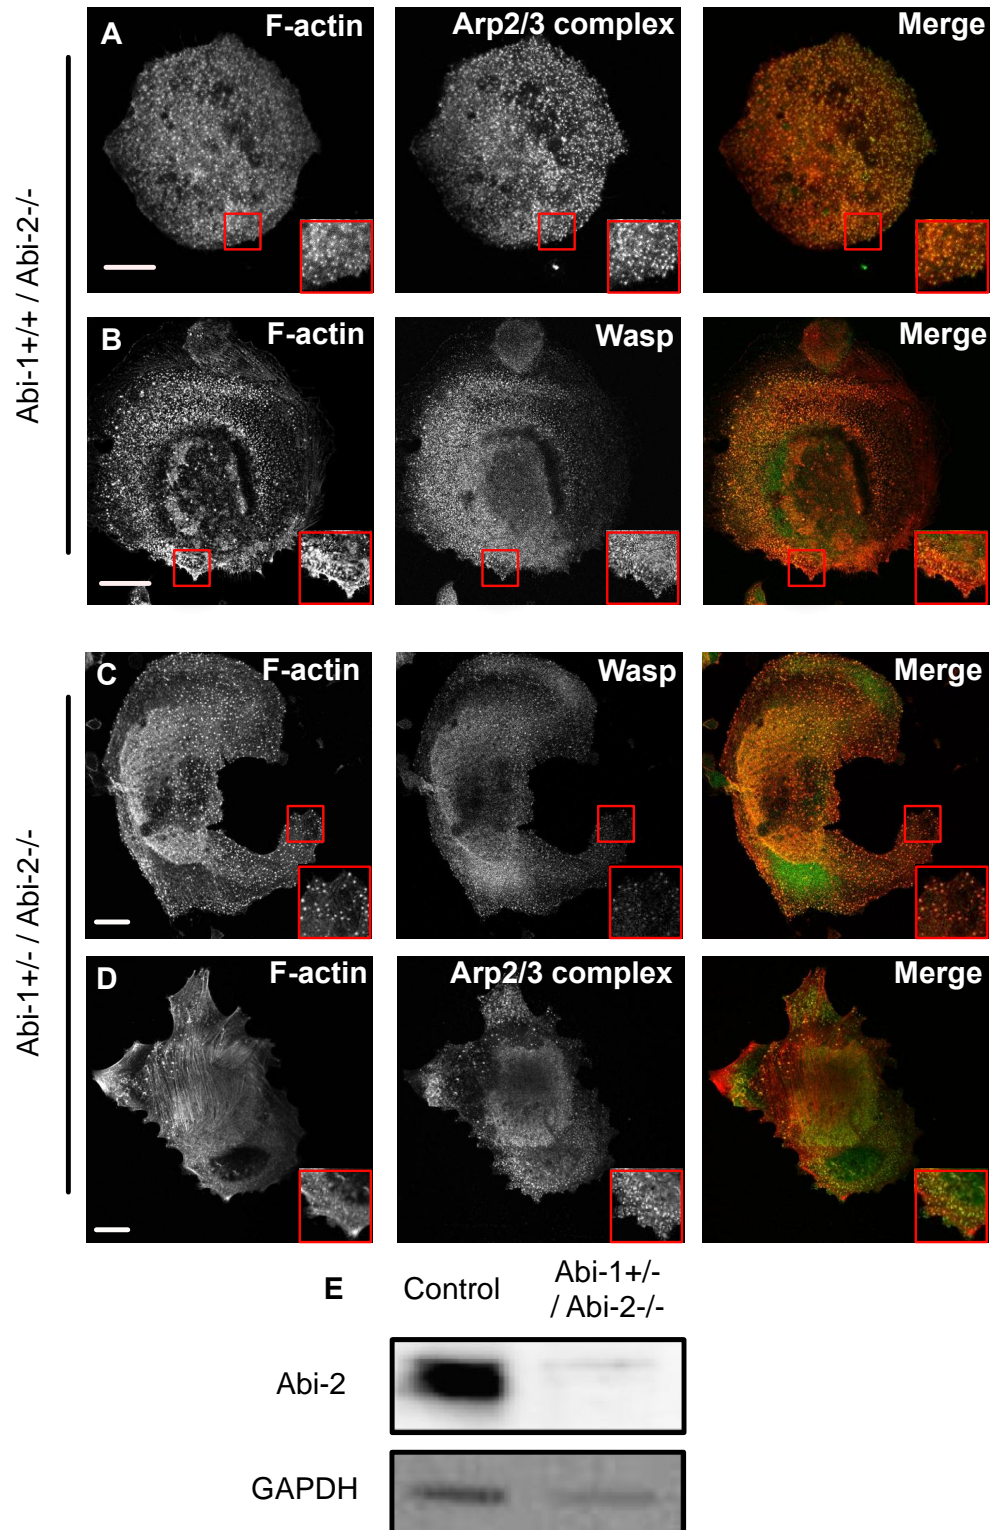 A F-actin Arp2/3 complex Merge
Abi-1+/+ / Abi-2-/-
B F-actin Wasp Merge
C F-actin Wasp Merge
Abi-1+/- / Abi-2-/-
D F-actin Arp2/3 complex Merge
E Control Abi-1+/-
/ Abi-2-/-
Abi-2
GAPDH